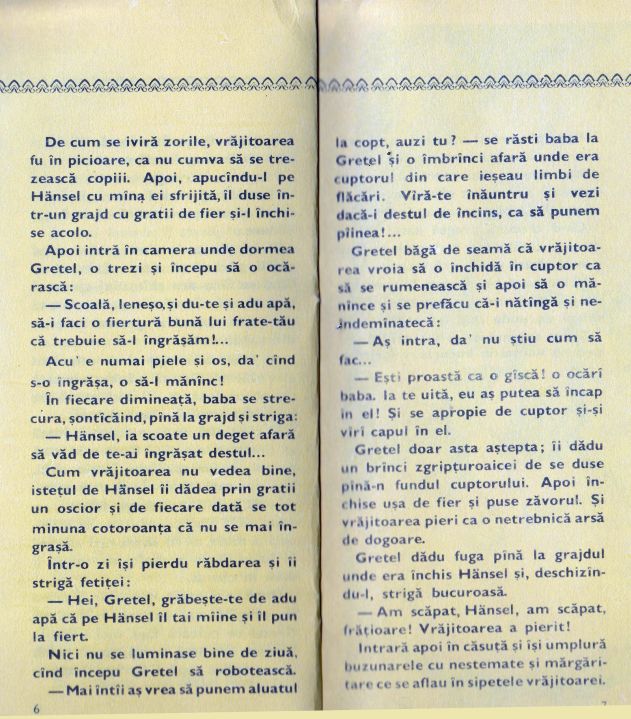 De cum se iviră zorile, vrăjitoarea
fu în picioare, ca nu cumva să se tre-
zească copiii. Apoi, apucîndu-l pe
Hänsel cu mîna ei sfrijită, îl duse în-
tr-un grajd cu gratii de fier și-l închi-
se acolo.
Apoi intră în camera unde dormea
Gretel, o trezi și începu să o ocă-
rască:
— Scoală, leneșo, și du-te și adu apă,
să-i faci o fiertură bună lui frate-tău
că trebuie să-l îngrășăm!...
Acu' e numai piele și os, da' cînd
s-o îngrășa, o să-l mănînc!
În fiecare dimineață, baba se stre-
cura, șontîcăind, pînă la grajd și striga:
— Hänsel, ia scoate un deget afară
să văd de te-ai îngrășat destul...
Cum vrăjitoarea nu vedea bine,
istețul de Hänsel îi dădea prin gratii
un oscior și de fiecare dată se tot
minuna cotoroanța că nu se mai în-
grașă.
Într-o zi își pierdu răbdarea și îi
strigă fetiței:
— Hei, Gretel, grăbește-te de adu
apă că pe Hänsel îl tai mîine și îl pun
la fiert.
Nici nu se luminase bine de ziuă,
cînd începu Gretel să robotească.
— Mai întîi aș vrea să punem aluatul
6
la copt, auzi tu? — se răsti baba la
Gretel și o îmbrînci afară unde era
cuptorul din care ieșeau limbi de
flăcări. Vîră-te înăuntru și vezi
dacă-i destul de încins, ca să punem
pîinea!...
Gretel băgă de seamă că vrăjitoa-
rea vroia să o închidă în cuptor ca
să se rumenească și apoi să o mă-
nînce și se prefăcu că-i nătîngă și ne-
îndemînatecă:
— Aș intra, da' nu știu cum să
fac...
— Ești proastă ca o gîscă! o ocărî
baba. Ia te uită, eu aș putea să încap
în el! Și se apropie de cuptor și-și
vîrî capul în el.
Gretel doar asta aștepta; îi dădu
un brînci zgripțuroaicei de se duse
pînă-n fundul cuptorului. Apoi în-
chise ușa de fier și puse zăvorul. Și
vrăjitoarea pieri ca o netrebnică arsă
de dogoare.
Gretel dădu fuga pînă la grajdul
unde era închis Hänsel și, deschizîn-
du-l, strigă bucuroasă.
— Am scăpat, Hänsel, am scăpat,
frățioare! Vrăjitoarea a pierit!
Intrară apoi în căsuță și își umplură
buzunarele cu nestemate și mărgări-
tare ce se aflau în sipetele vrăjitoarei.
7